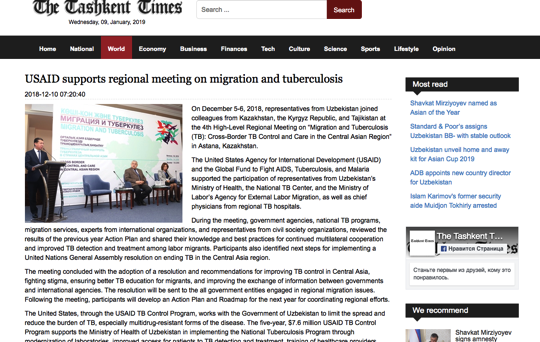 The Tashkent Times
Wednesday, 09, January, 2019
Search ...
Search
Home National World Economy Business Finances Tech Culture Science Sports Lifestyle Opinion
USAID supports regional meeting on migration and tuberculosis
2018-12-10 07:20:40
МИГРАЦИЯ И ТУБЕРКУЛЕЗ
MIGRATION AND TUBERCULOSIS
On December 5-6, 2018, representatives from Uzbekistan joined
colleagues from Kazakhstan, the Kyrgyz Republic, and Tajikistan at
the 4th High-Level Regional Meeting on "Migration and Tuberculosis
(TB): Cross-Border TB Control and Care in the Central Asian Region"
in Astana, Kazakhstan.
The United States Agency for International Development (USAID)
and the Global Fund to Fight AIDS, Tuberculosis, and Malaria
supported the participation of representatives from Uzbekistan's
Ministry of Health, the National TB Center, and the Ministry of
Labor's Agency for External Labor Migration, as well as chief
physicians from regional TB hospitals.
During the meeting, government agencies, national TB programs,
migration services, experts from international organizations, and representatives from civil society organizations, reviewed the
results of the previous year Action Plan and shared their knowledge and best practices for continued multilateral cooperation
and improved TB detection and treatment among labor migrants. Participants also identified next steps for implementing a
United Nations General Assembly resolution on ending TB in the Central Asia region.
The meeting concluded with the adoption of a resolution and recommendations for improving TB control in Central Asia,
fighting stigma, ensuring better TB education for migrants, and improving the exchange of information between governments
and international agencies. The resolution will be sent to the all government entities engaged in regional migration issues.
Following the meeting, participants will develop an Action Plan and Roadmap for the next year for coordinating regional efforts.
The United States, through the USAID TB Control Program, works with the Government of Uzbekistan to limit the spread and
reduce the burden of TB, especially multidrug-resistant forms of the disease. The five-year, $7.6 million USAID TB Control
Program supports the Ministry of Health of Uzbekistan in implementing the National Tuberculosis Program through
modernization of laboratories, improved access for patients to TB detection and treatment, training of healthcare providers
Most read
Shavkat Mirziyoyev named as
Asian of the Year
Standard & Poor's assigns
Uzbekistan BB- with stable outlook
Uzbekistan unveil home and away
kit for Asian Cup 2019
ADB appoints new country director
for Uzbekistan
Islam Karimov's former security
aide Muidjon Tokhiriy arrested
The Tashkent T...
Нравится Страница
Станьте первым из друзей, кому это
понравилось.
We recommend
Shavkat Mirziyoyev
signs amnesty